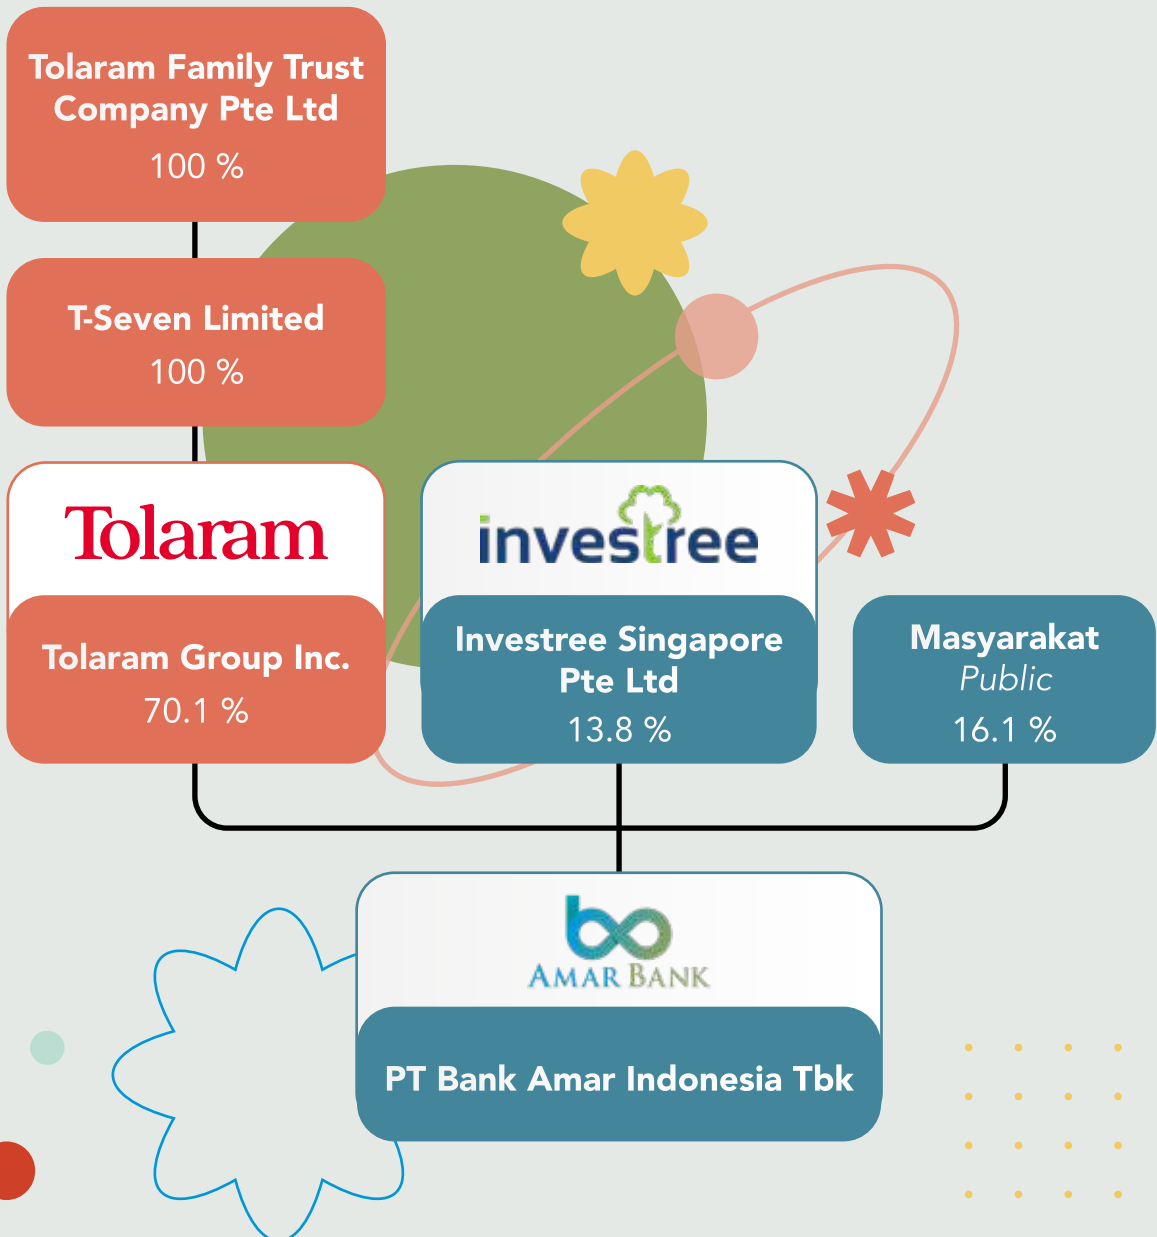 Tolaram Family Trust
Company Pte Ltd
100 %
T-Seven Limited
100 %
Tolaram
Tolaram Group Inc.
70.1 %
investree
Investree Singapore
Pte Ltd
13.8 %
Masyarakat
Public
16.1 %
AMAR BANK
PT Bank Amar Indonesia Tbk